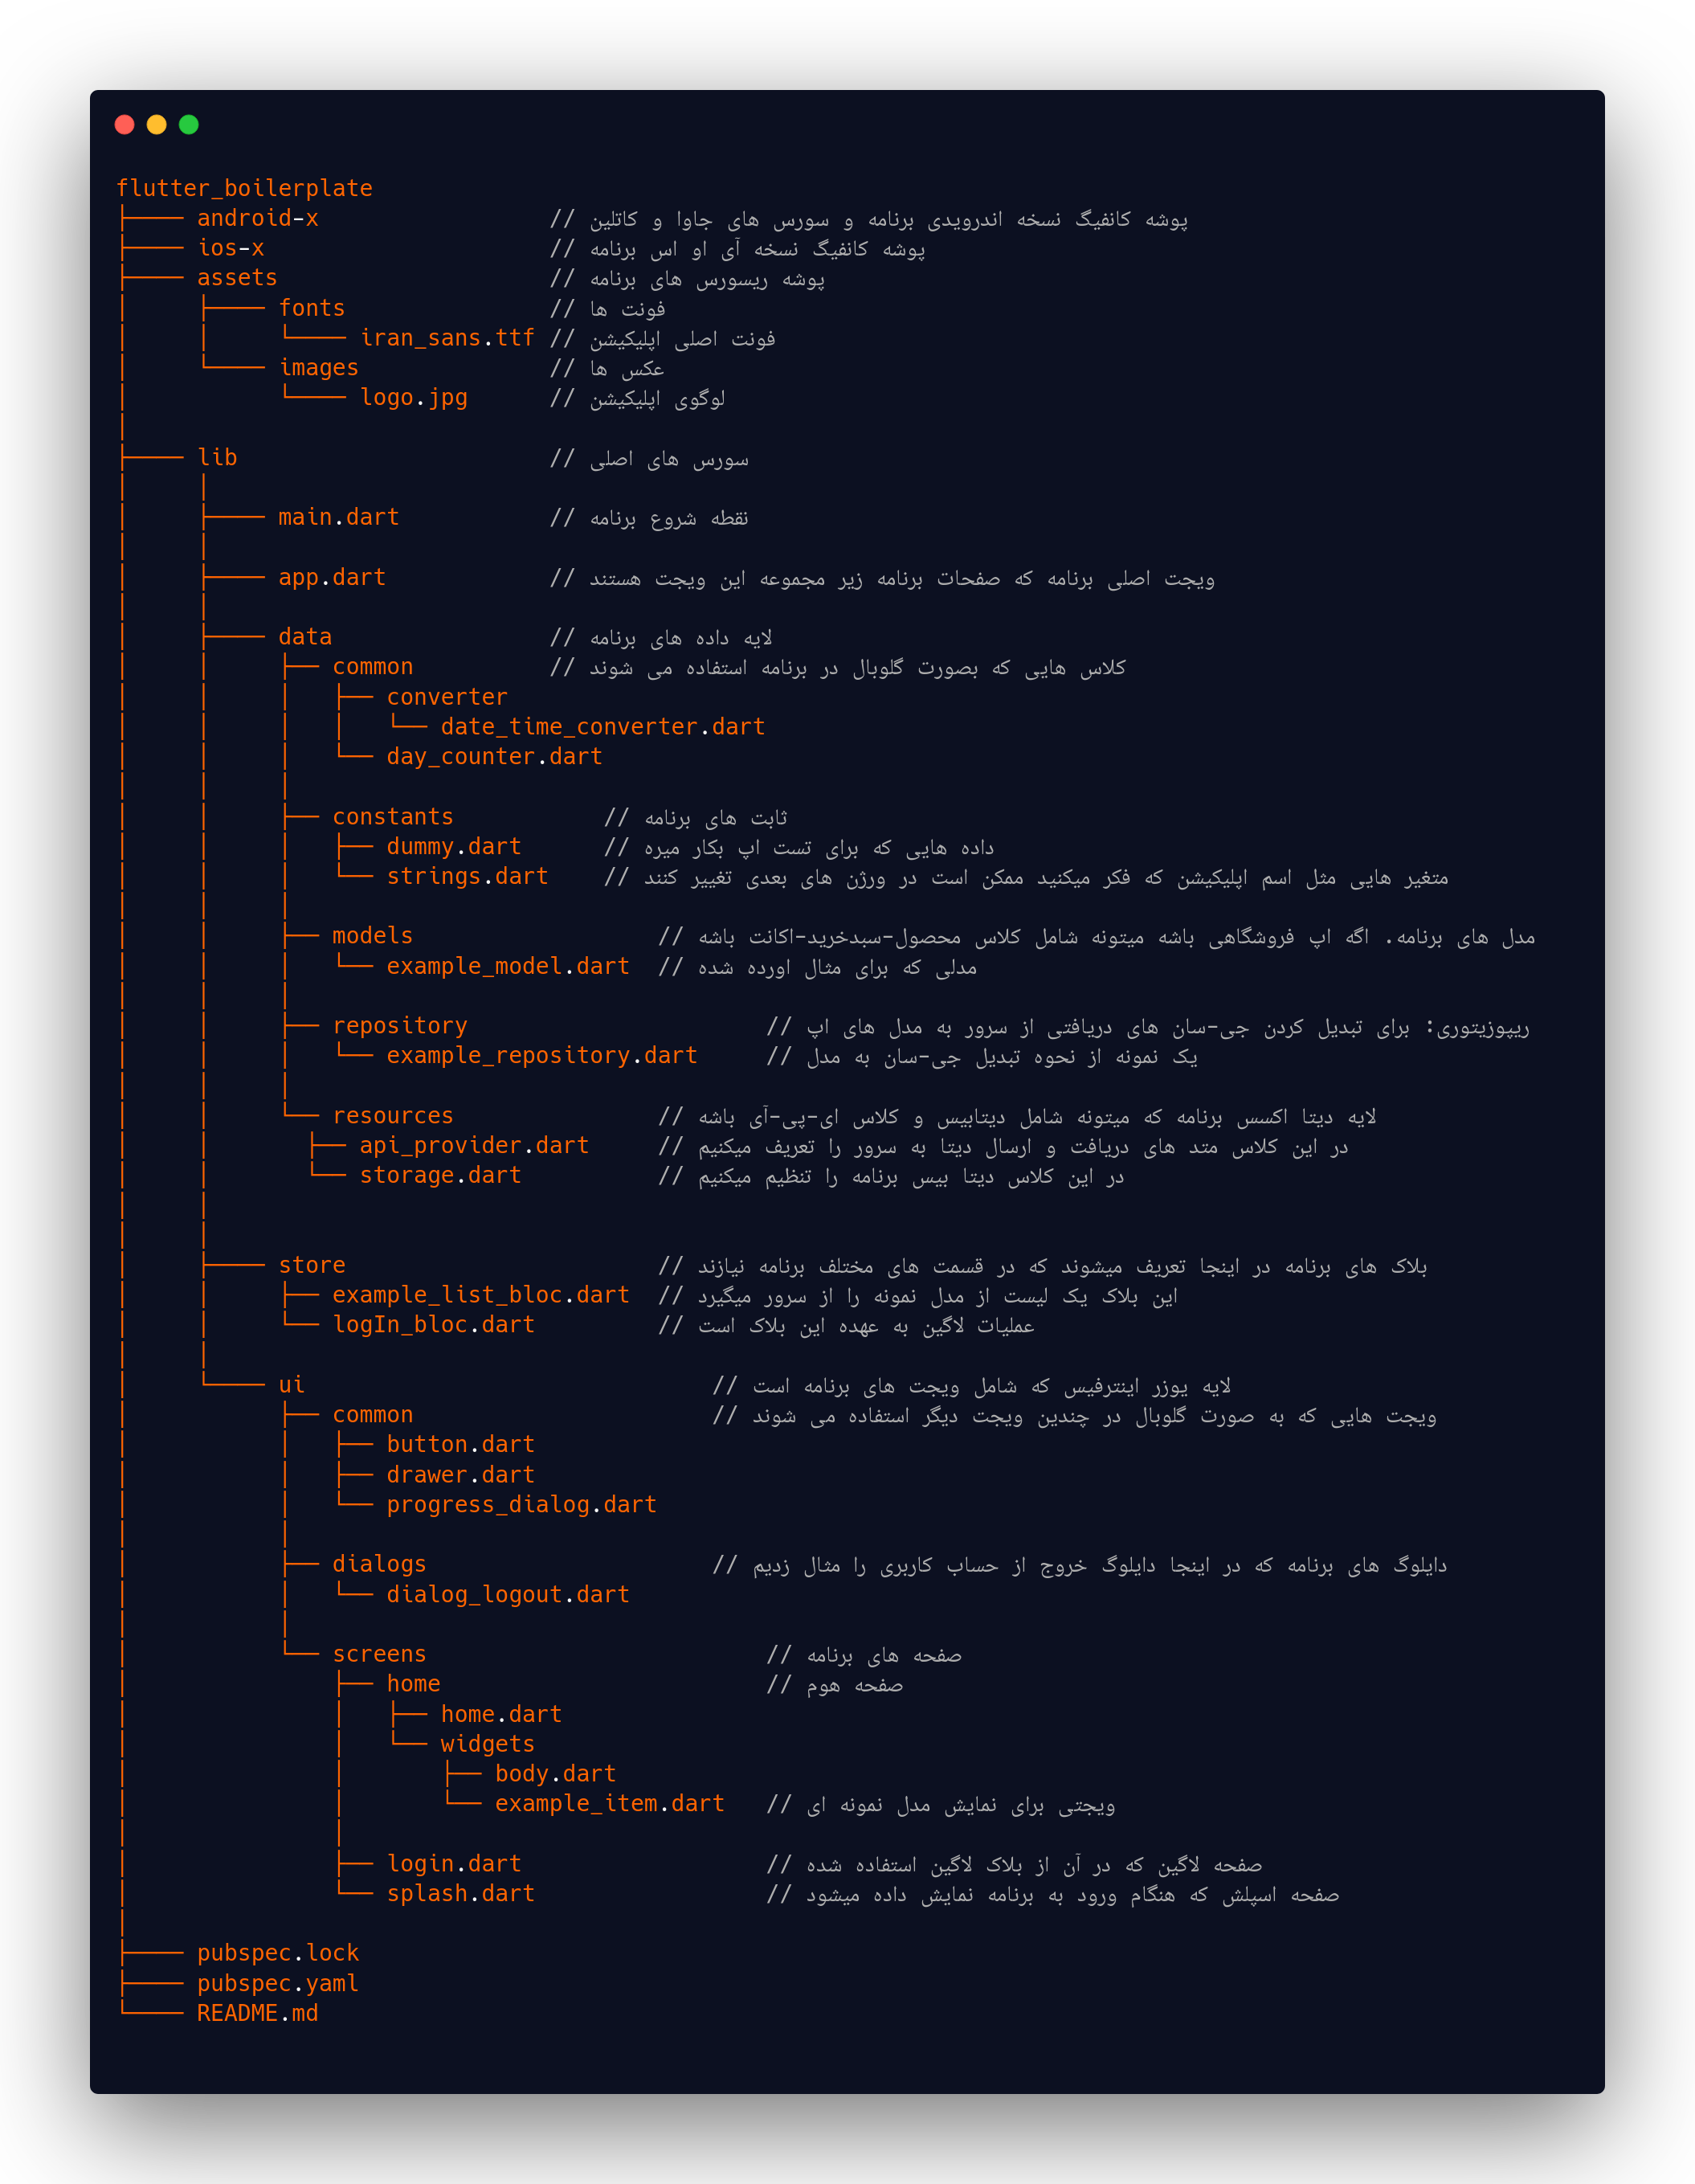 flutter_boilerplate
├──── android-x // پوشه کانفیگ نسخه اندرویدی برنامه و سورس های جاوا و کاتلین
├──── ios-x // پوشه کانفیگ نسخه آی او اس برنامه
├──── assets // پوشه ریسورس های برنامه
│ ├──── fonts // فونت ها
│ │ └──── iran_sans.ttf // فونت اصلی اپلیکیشن
│ └──── images // عکس ها
│ └──── logo.jpg // لوگوی اپلیکیشن
│
├──── lib // سورس های اصلی
│ │
│ ├──── main.dart // نقطه شروع برنامه
│ │
│ ├──── app.dart // ویجت اصلی برنامه که صفحات برنامه زیر مجموعه این ویجت هستند
│ │
│ ├──── data // لایه داده های برنامه
│ │ ├── common // کلاس هایی که بصورت گلوبال در برنامه استفاده می شوند
│ │ │ ├── converter
│ │ │ │ └── date_time_converter.dart
│ │ │ └── day_counter.dart
│ │ │
│ │ ├── constants // ثابت های برنامه
│ │ │ ├── dummy.dart // داده هایی که برای تست اپ بکار میره
│ │ │ └── strings.dart // متغیر هایی مثل اسم اپلیکیشن که فکر میکنید ممکن است در ورژن های بعدی تغییر کنند
│ │ │
│ │ ├── models // مدل های برنامه. اگه اپ فروشگاهی باشه میتونه شامل کلاس محصول-سبدخرید-اکانت باشه
│ │ │ └── example_model.dart // مدلی که برای مثال اورده شده
│ │ │
│ │ ├── repository // ریپوزیتوری: برای تبدیل کردن جی-سان های دریافتی از سرور به مدل های اپ
│ │ │ └── example_repository.dart // یک نمونه از نحوه تبدیل جی-سان به مدل
│ │ │
│ │ └── resources // لایه دیتا اکسس برنامه که میتونه شامل دیتابیس و کلاس ای-پی-آی باشه
│ │ ├── api_provider.dart // در این کلاس متد های دریافت و ارسال دیتا به سرور را تعریف میکنیم
│ │ └── storage.dart // در این کلاس دیتا بیس برنامه را تنظیم میکنیم
│ │
│ │
│ ├──── store // بلاک های برنامه در اینجا تعریف میشوند که در قسمت های مختلف برنامه نیازند
│ │ ├── example_list_bloc.dart // این بلاک یک لیست از مدل نمونه را از سرور میگیرد
│ │ └── logIn_bloc.dart // عملیات لاگین به عهده این بلاک است
│ │
│ └──── ui // لایه یوزر اینترفیس که شامل ویجت های برنامه است
│ ├── common // ویجت هایی که به صورت گلوبال در چندین ویجت دیگر استفاده می شوند
│ │ ├── button.dart
│ │ ├── drawer.dart
│ │ └── progress_dialog.dart
│ │
│ ├── dialogs // دایلوگ های برنامه که در اینجا دایلوگ خروج از حساب کاربری را مثال زدیم
│ │ └── dialog_logout.dart
│ │
│ └── screens // صفحه های برنامه
│ ├── home // صفحه هوم
│ │ ├── home.dart
│ │ └── widgets
│ │ ├── body.dart
│ │ └── example_item.dart // ویجتی برای نمایش مدل نمونه ای
│ │
│ ├── login.dart // صفحه لاگین که در آن از بلاک لاگین استفاده شده
│ └── splash.dart // صفحه اسپلش که هنگام ورود به برنامه نمایش داده میشود
│
├──── pubspec.lock
├──── pubspec.yaml
└──── README.md